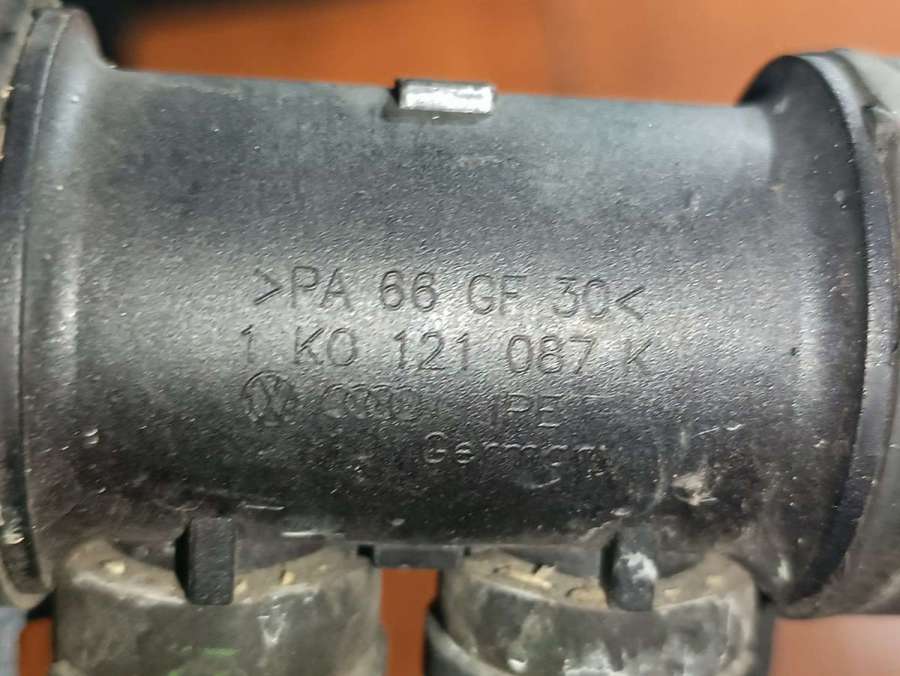 >PA 66 GF 30<
1 K0 121 087 K
IPE
Germany